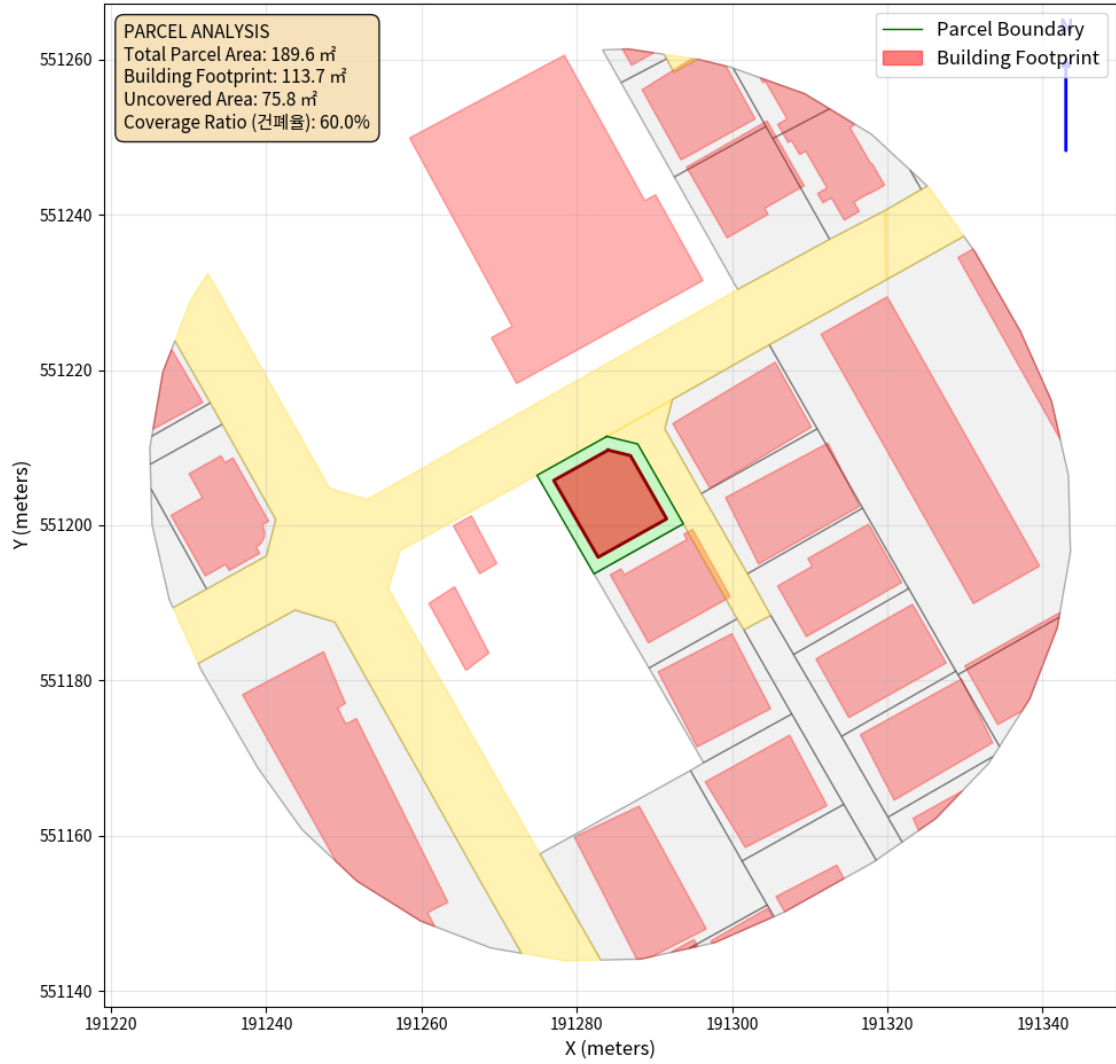 PARCEL ANALYSIS
Total Parcel Area: 189.6 ㎡
Building Footprint: 113.7 ㎡
Uncovered Area: 75.8 ㎡
Coverage Ratio (건폐율): 60.0%
N
Parcel Boundary
Building Footprint
551260
551240
551220
551200
551180
551160
551140
Y (meters)
191220
191240
191260
191280
191300
191320
191340
X (meters)